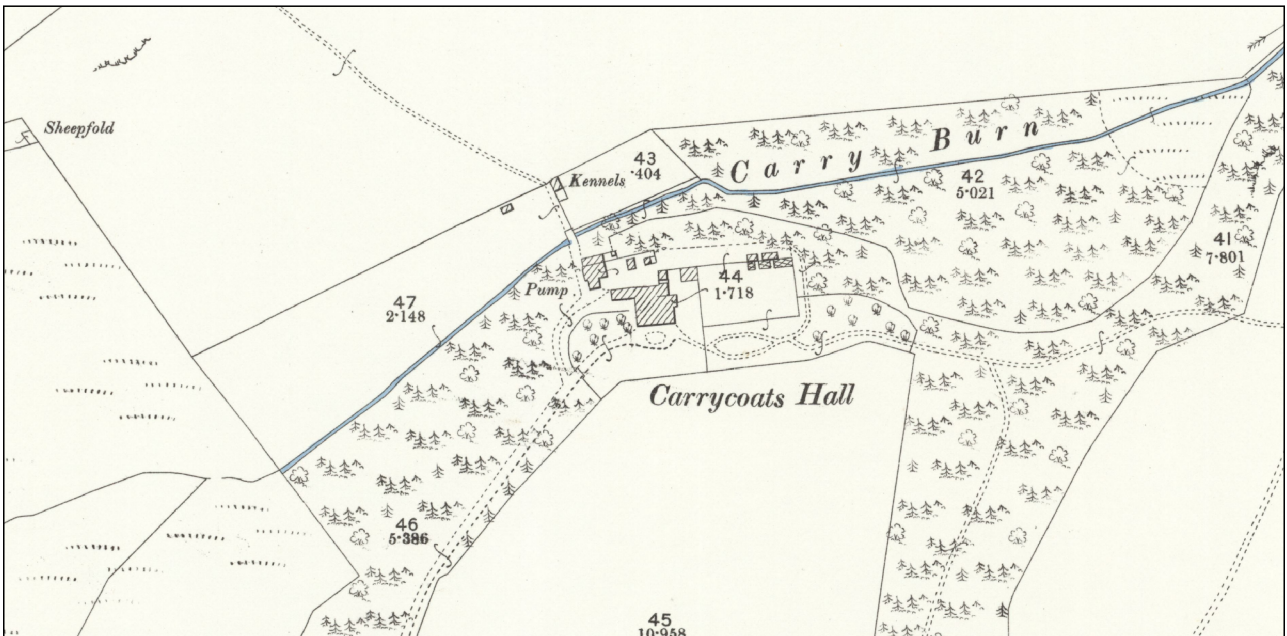 Sheepfold
43
·404
Kennels
Carry Burn
42
5·021
41
7·801
44
1·718
Pump
47
2·148
Carrycoats Hall
46
5·386
45
10·958